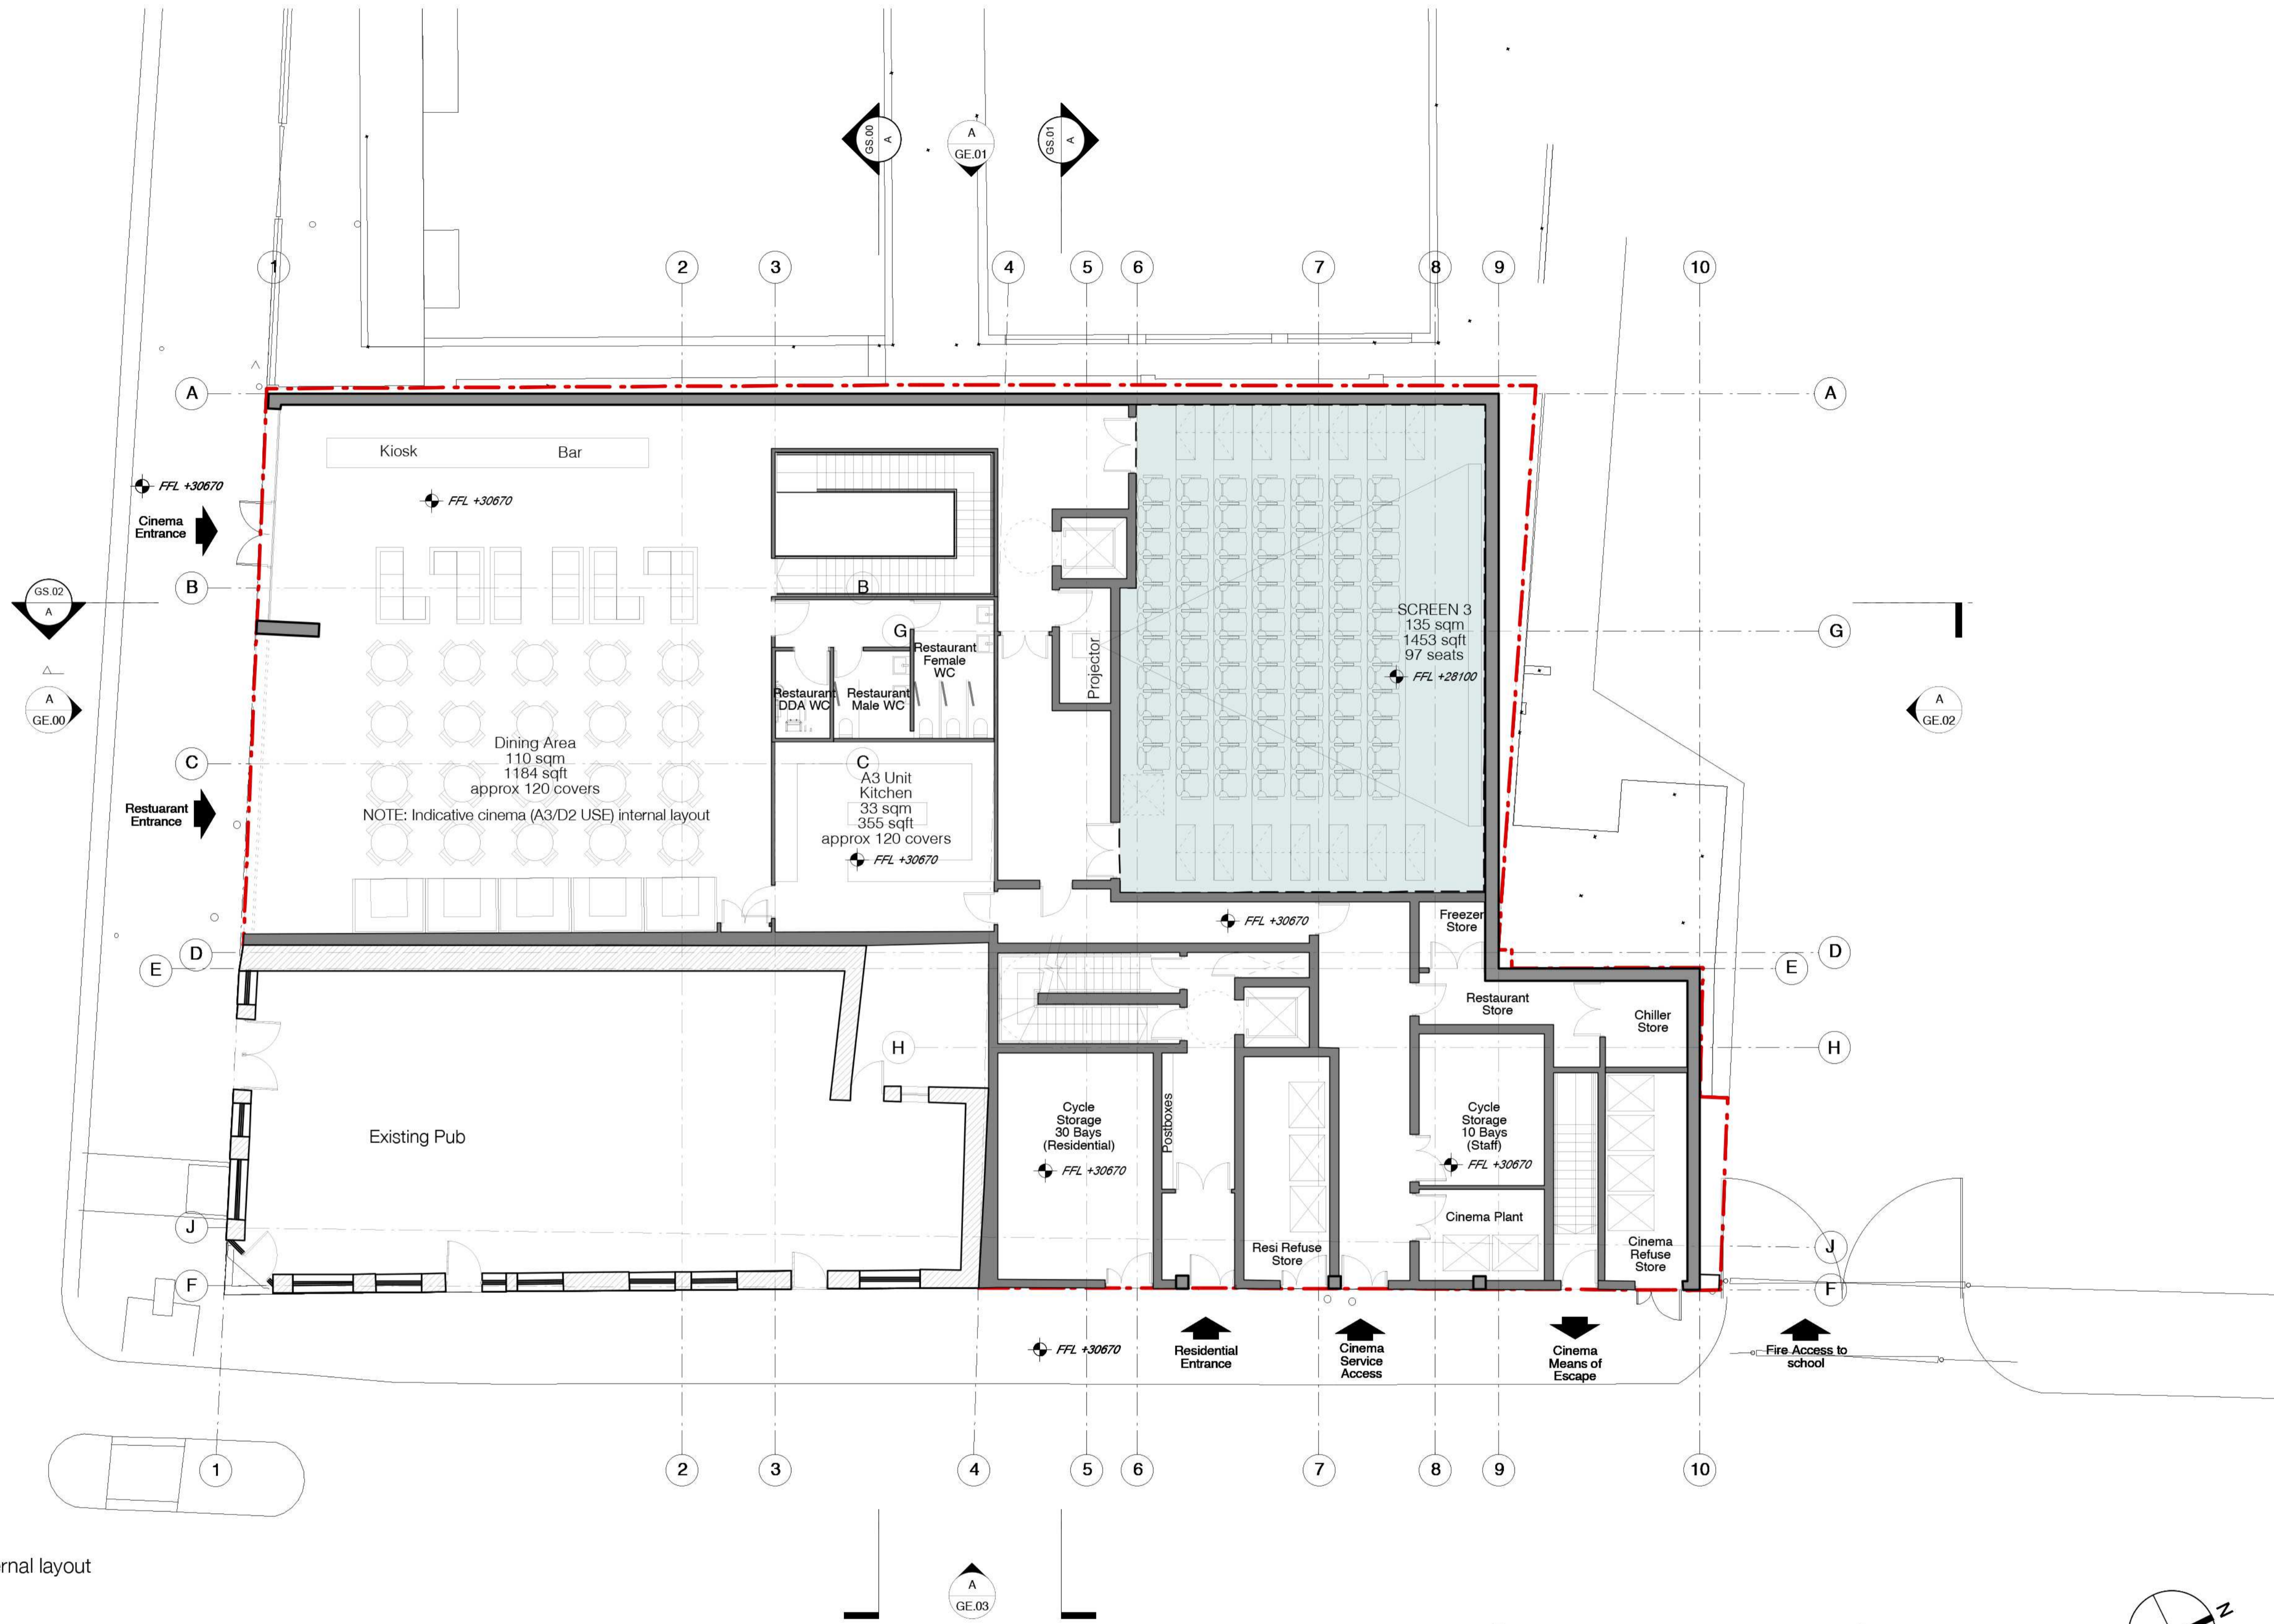 GS.00
A
A
GE.01
GS.01
A
1
2
3
4
5
6
7
8
9
10
A
A
Kiosk
Bar
FFL +30670
FFL +30670
Cinema
Entrance
B
B
GS.02
A
SCREEN 3
135 sqm
1453 sqft
97 seats
FFL +28100
G
G
Restaurant
Female
WC
Projector
Restaurant
DDA WC
Restaurant
Male WC
A
GE.00
A
GE.02
Dining Area
110 sqm
1184 sqft
approx 120 covers
NOTE: Indicative cinema (A3/D2 USE) internal layout
C
C
A3 Unit
Kitchen
33 sqm
355 sqft
approx 120 covers
FFL +30670
Restuarant
Entrance
FFL +30670
Freezer
Store
D
D
E
E
Restaurant
Store
Chiller
Store
H
H
Existing Pub
Cycle
Storage
30 Bays
(Residential)
FFL +30670
Postboxes
Cycle
Storage
10 Bays
(Staff)
FFL +30670
Cinema Plant
Resi Refuse
Store
Cinema
Refuse
Store
J
J
F
F
FFL +30670
Residential
Entrance
Cinema
Service
Access
Cinema
Means of
Escape
Fire Access to
school
1
2
3
4
5
6
7
8
9
10
rnal layout
A
GE.03
N